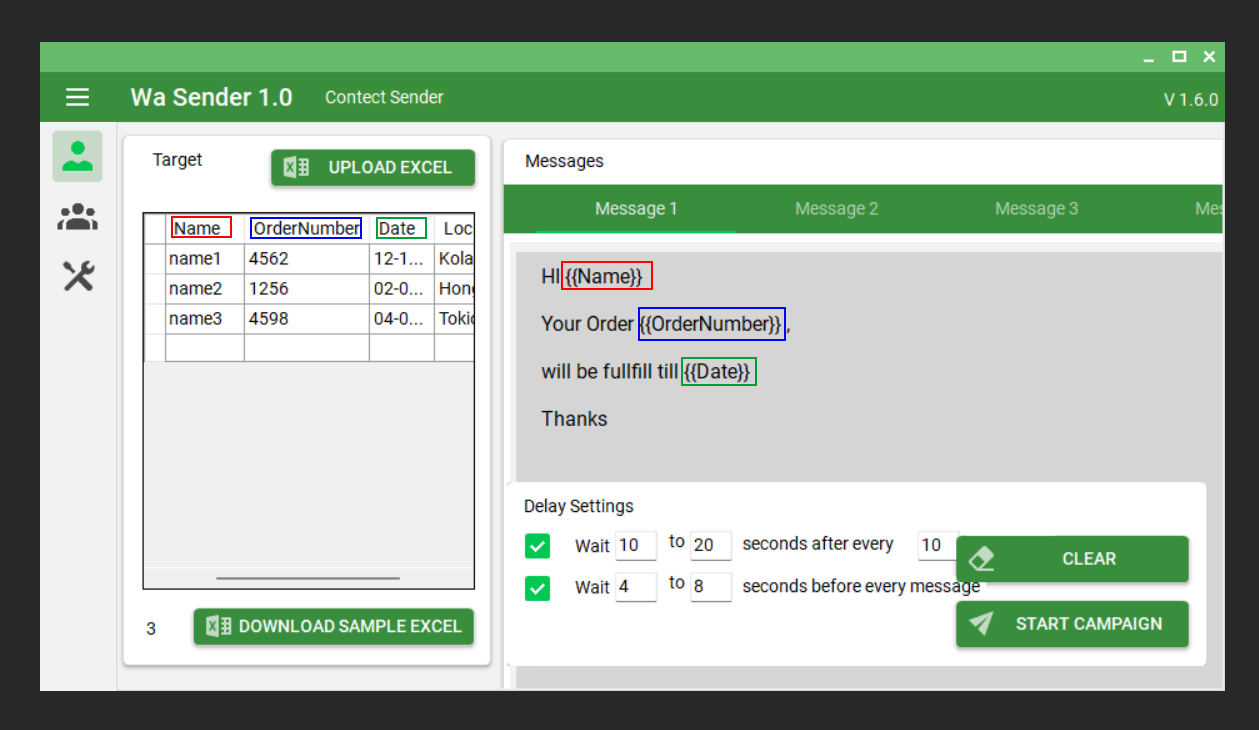 Wa Sender 1.0 Contect Sender V 1.6.0
Target
UPLOAD EXCEL
Name OrderNumber Date Loc
name1 4562 12-1... Kola
name2 1256 02-0... Hong
name3 4598 04-0... Tokio
3
DOWNLOAD SAMPLE EXCEL
Messages
Message 1 Message 2 Message 3 Mes
HI {{Name}}
Your Order {{OrderNumber}} ,
will be fullfill till {{Date}}
Thanks
Delay Settings
Wait 10 to 20 seconds after every 10
Wait 4 to 8 seconds before every message
CLEAR
START CAMPAIGN